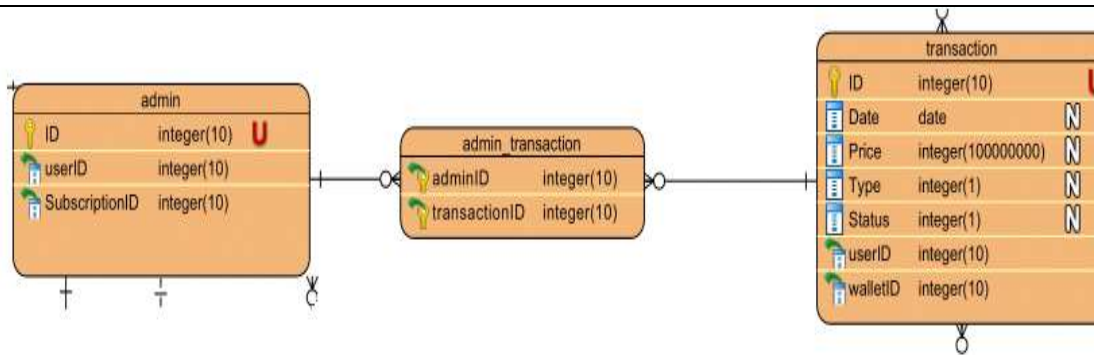 admin
ID integer(10) U
userID integer(10)
SubscriptionID integer(10)
admin_transaction
adminID integer(10)
transactionID integer(10)
transaction
ID integer(10) U
Date date N
Price integer(100000000) N
Type integer(1) N
Status integer(1) N
userID integer(10)
walletID integer(10)